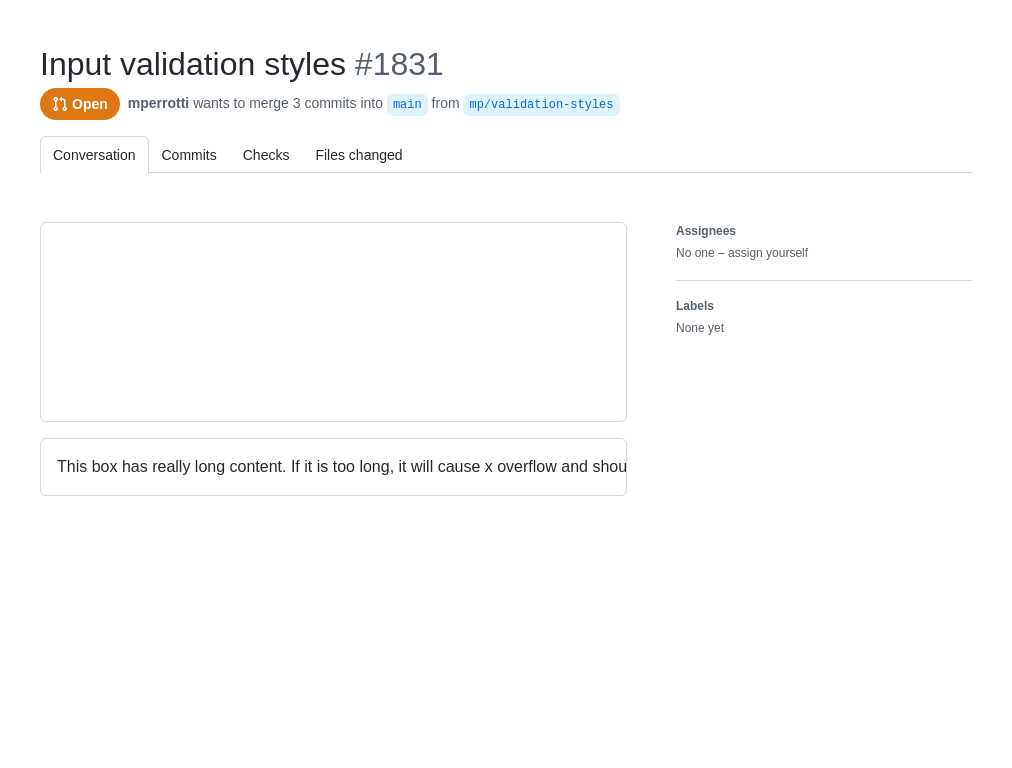 Input validation styles #1831
Open mperrotti wants to merge 3 commits into main from mp/validation-styles
Conversation Commits Checks Files changed
Assignees
No one – assign yourself
Labels
None yet
This box has really long content. If it is too long, it will cause x overflow and shou